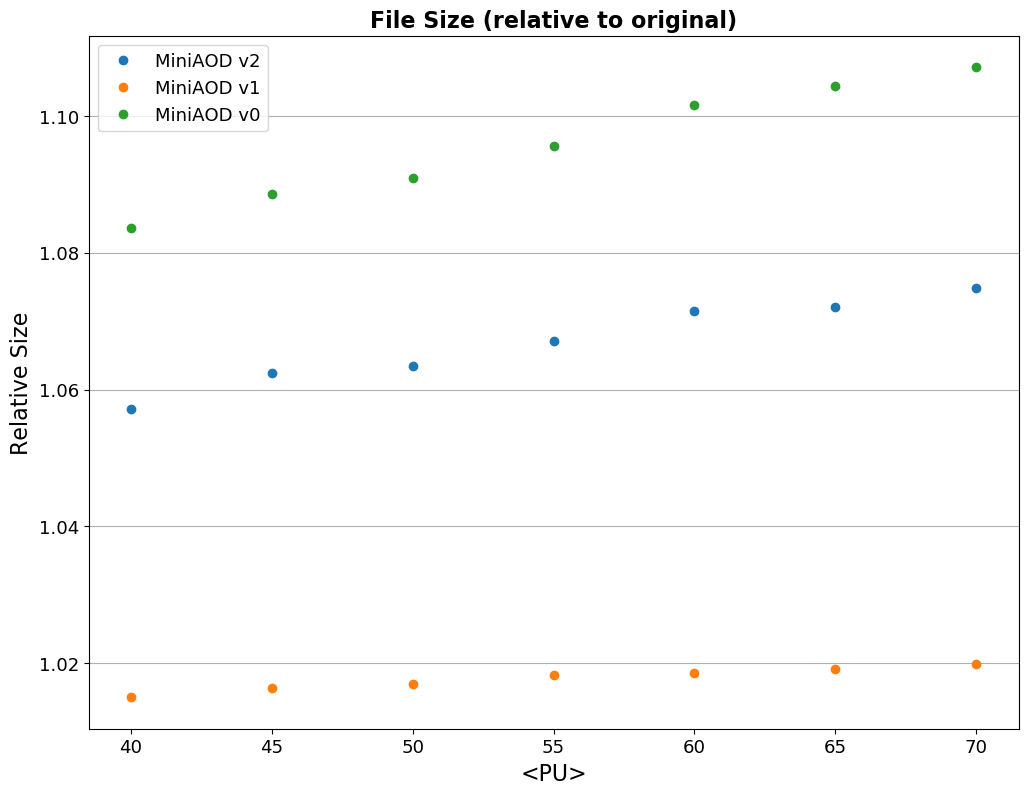 File Size (relative to original)
MiniAOD v2
MiniAOD v1
MiniAOD v0
1.10
1.08
1.06
1.04
1.02
Relative Size
40 45 50 55 60 65 70
<PU>